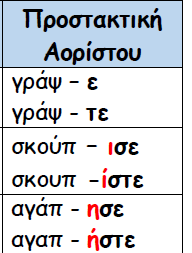 Προστακτική
Αορίστου
γράψ – ε
γράψ - τε
σκούπ – ισε
σκουπ –ίστε
αγάπ - ησε
αγαπ - ήστε